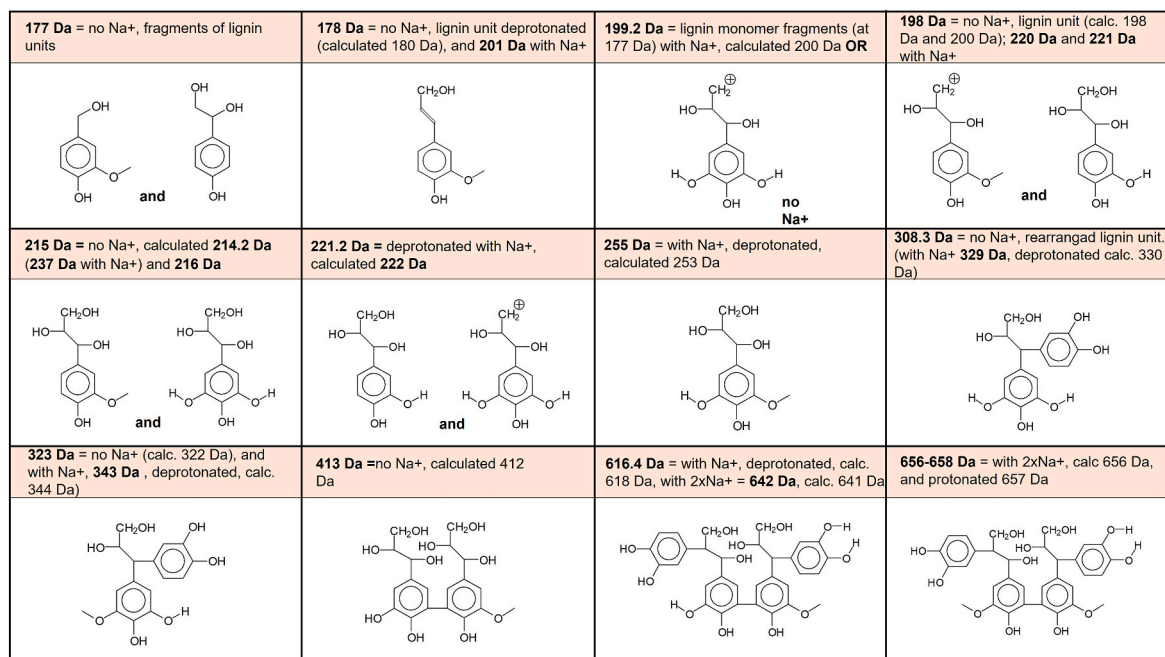 177 Da = no Na+, fragments of lignin
units
OH
HO
OH
O
OH
OH
and
178 Da = no Na+, lignin unit deprotonated
(calculated 180 Da), and 201 Da with Na+
CH2OH
O
OH
199.2 Da = lignin monomer fragments (at
177 Da) with Na+, calculated 200 Da OR
CH2 ⊕
HO
OH
H O
O H
OH
no
Na+
198 Da = no Na+, lignin unit (calc. 198
Da and 200 Da); 220 Da and 221 Da
with Na+
CH2 ⊕
HO
OH
O
OH
and
CH2OH
HO
OH
O H
OH
215 Da = no Na+, calculated 214.2 Da
(237 Da with Na+) and 216 Da
CH2OH
HO
OH
O
OH
and
CH2OH
HO
OH
H O
O H
OH
221.2 Da = deprotonated with Na+,
calculated 222 Da
CH2OH
HO
OH
O H
OH
and
CH2 ⊕
HO
OH
H O
O H
OH
255 Da = with Na+, deprotonated,
calculated 253 Da
CH2OH
HO
OH
H O
O
OH
308.3 Da = no Na+, rearrangad lignin unit.
(with Na+ 329 Da, deprotonated calc. 330
Da)
CH2OH
HO
OH
OH
H O
O H
OH
323 Da = no Na+ (calc. 322 Da), and
with Na+, 343 Da , deprotonated, calc.
344 Da)
CH2OH
HO
OH
OH
O
O H
OH
413 Da =no Na+, calculated 412
Da
CH2OH
CH2OH
HO
HO
OH
OH
HO
O
OH
OH
616.4 Da = with Na+, deprotonated, calc.
618 Da, with 2xNa+ = 642 Da, calc. 641 Da
CH2OH
CH2OH
O H
HO
HO
O H
HO
OH
H O
O
OH
OH
656-658 Da = with 2xNa+, calc 656 Da,
and protonated 657 Da
CH2OH
CH2OH
O H
HO
HO
O H
HO
OH
O
O
OH
OH